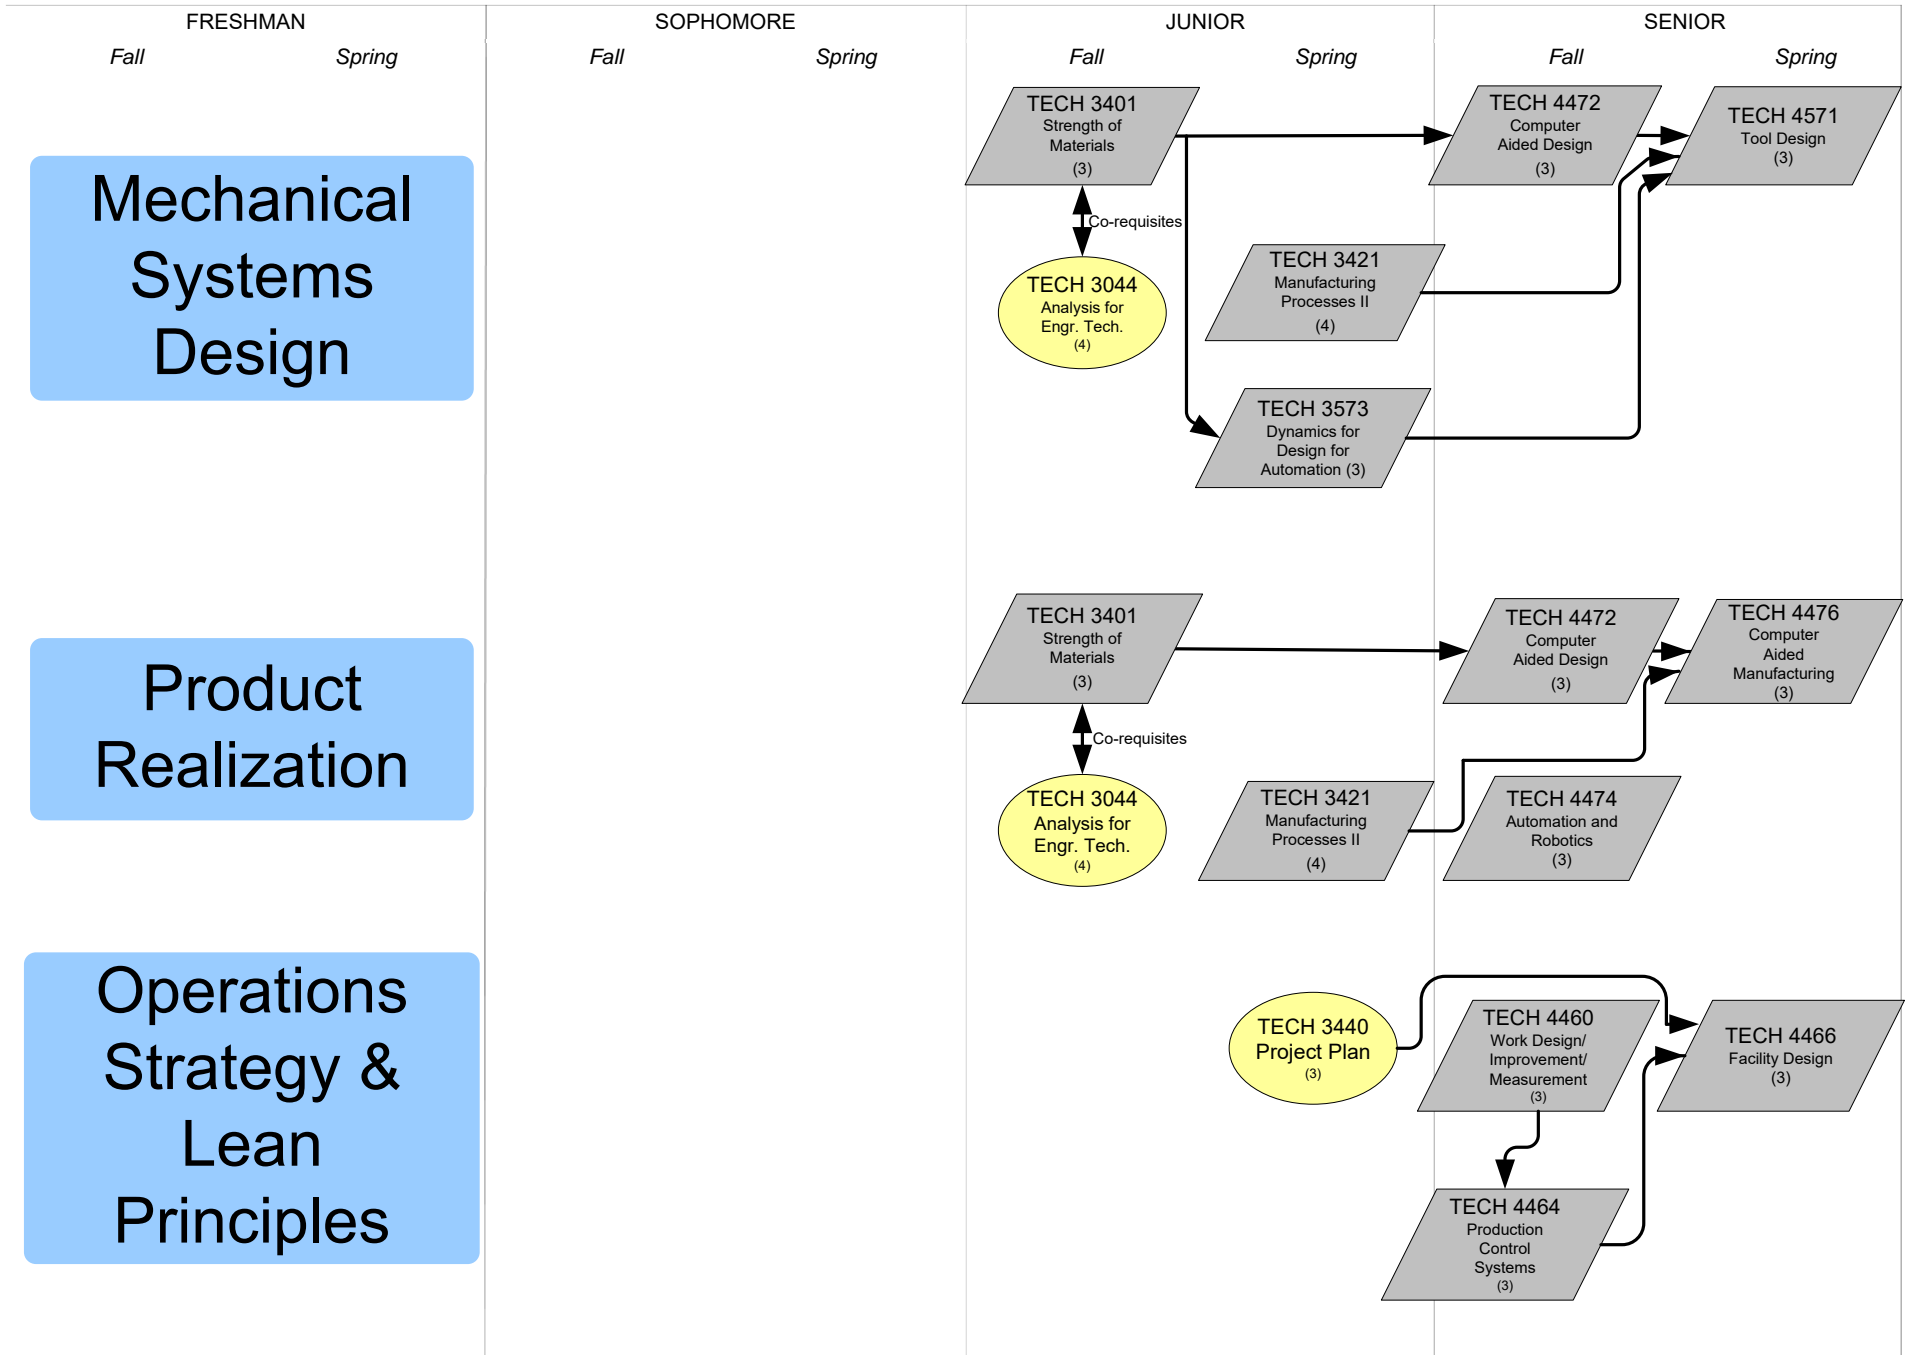 FRESHMAN
SOPHOMORE
JUNIOR
SENIOR
Fall
Spring
Fall
Spring
Fall
Spring
Fall
Spring
Mechanical
Systems
Design
TECH 3401
Strength of
Materials
(3)
Co-requisites
TECH 3044
Analysis for
Engr. Tech.
(4)
TECH 3421
Manufacturing
Processes II
(4)
TECH 3573
Dynamics for
Design for
Automation (3)
TECH 4472
Computer
Aided Design
(3)
TECH 4571
Tool Design
(3)
Product
Realization
TECH 3401
Strength of
Materials
(3)
Co-requisites
TECH 3044
Analysis for
Engr. Tech.
(4)
TECH 3421
Manufacturing
Processes II
(4)
TECH 4472
Computer
Aided Design
(3)
TECH 4474
Automation and
Robotics
(3)
TECH 4476
Computer
Aided
Manufacturing
(3)
Operations
Strategy &
Lean
Principles
TECH 3440
Project Plan
(3)
TECH 4460
Work Design/
Improvement/
Measurement
(3)
TECH 4464
Production
Control
Systems
(3)
TECH 4466
Facility Design
(3)